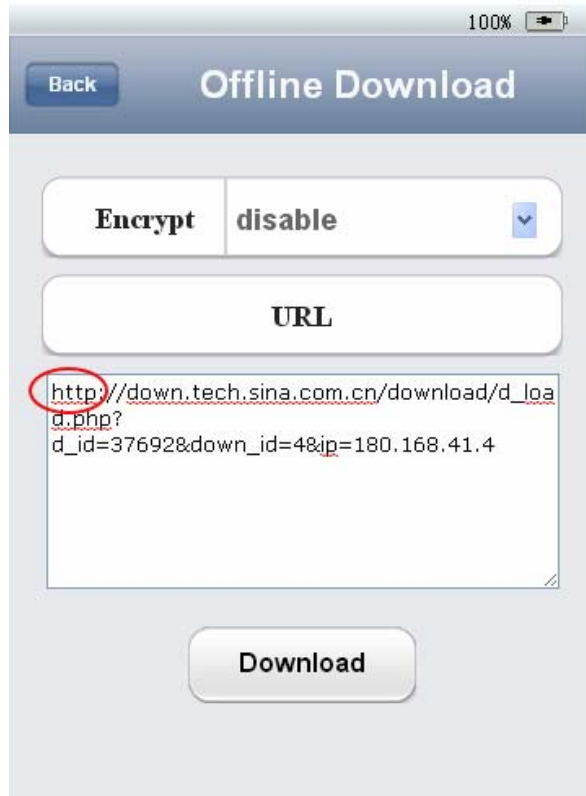 100%
Back
Offline Download
Encrypt
disable
URL
http://down.tech.sina.com.cn/download/d_loa
d.php?
d_id=37692&down_id=4&ip=180.168.41.4
Download